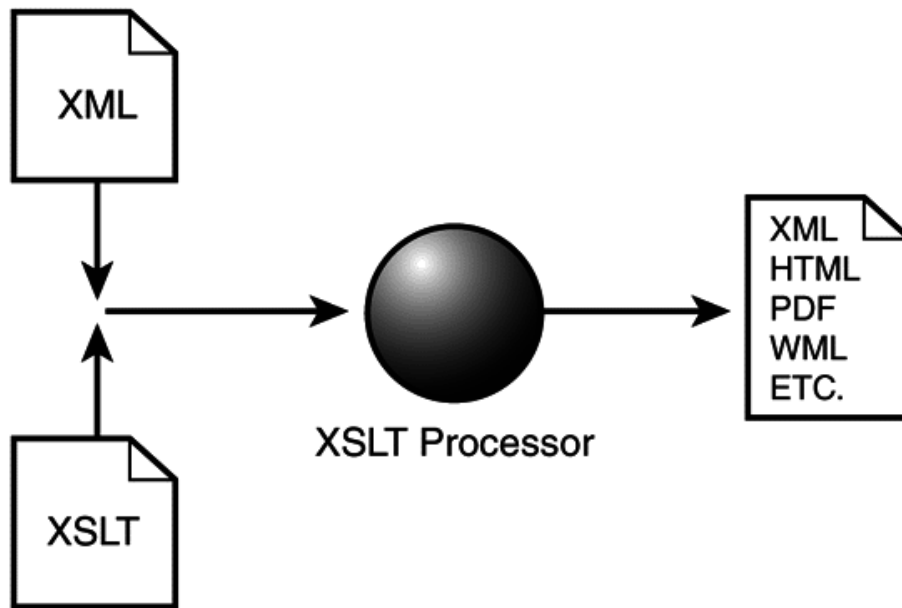 XML
XSLT
XSLT Processor
XML
HTML
PDF
WML
ETC.